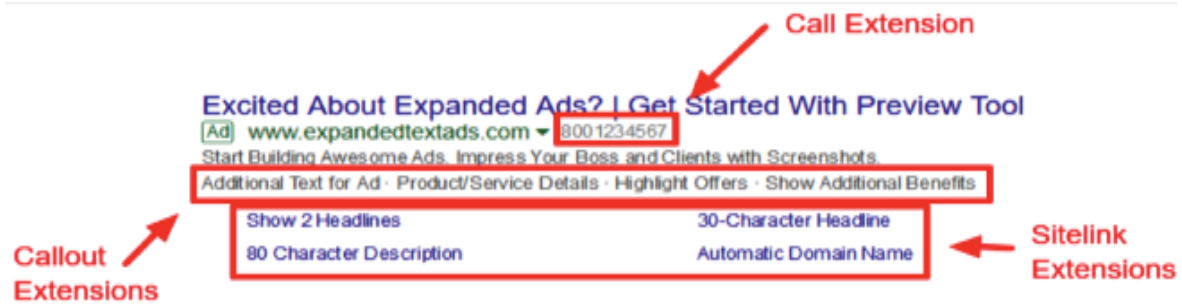 Call Extension
Excited About Expanded Ads? | Get Started With Preview Tool
Ad www.expandedtextads.com 8001234567
Start Building Awesome Ads. Impress Your Boss and Clients with Screenshots.
Additional Text for Ad · Product/Service Details · Highlight Offers · Show Additional Benefits
Show 2 Headlines 30-Character Headline
80 Character Description Automatic Domain Name
Callout
Extensions
Sitelink
Extensions